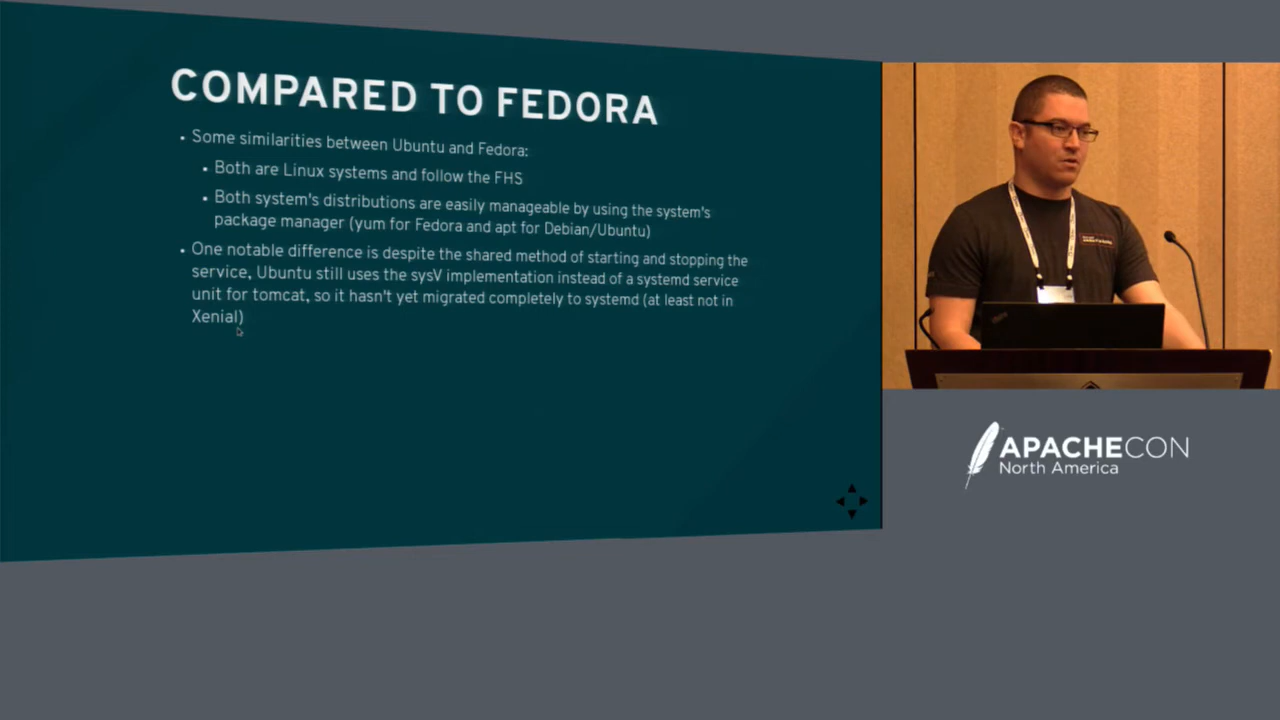 COMPARED TO FEDORA
• Some similarities between Ubuntu and Fedora:
• Both are Linux systems and follow the FHS
• Both system's distributions are easily manageable by using the system's
package manager (yum for Fedora and apt for Debian/Ubuntu)
• One notable difference is despite the shared method of starting and stopping the
service, Ubuntu still uses the sysV implementation instead of a systemd service
unit for tomcat, so it hasn't yet migrated completely to systemd (at least not in
Xenial)
APACHECON
North America